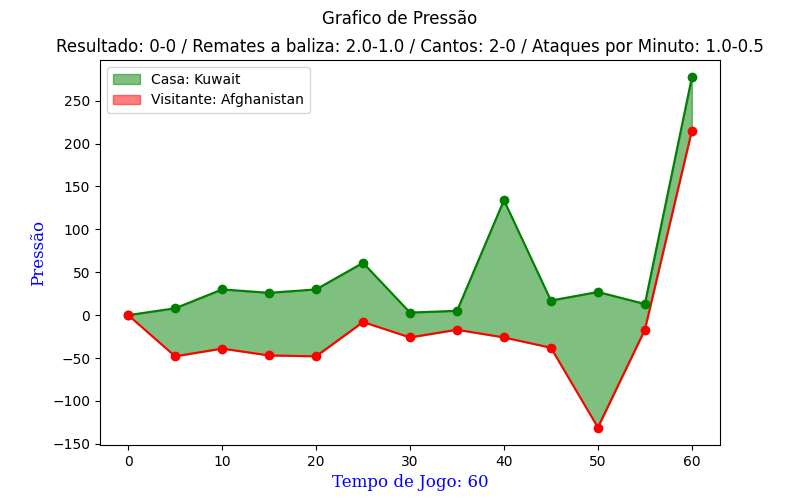 Grafico de Pressão
Resultado: 0-0 / Remates a baliza: 2.0-1.0 / Cantos: 2-0 / Ataques por Minuto: 1.0-0.5
Casa: Kuwait
Visitante: Afghanistan
Pressão
250
200
150
100
50
0
−50
−100
−150
0 10 20 30 40 50 60
Tempo de Jogo: 60